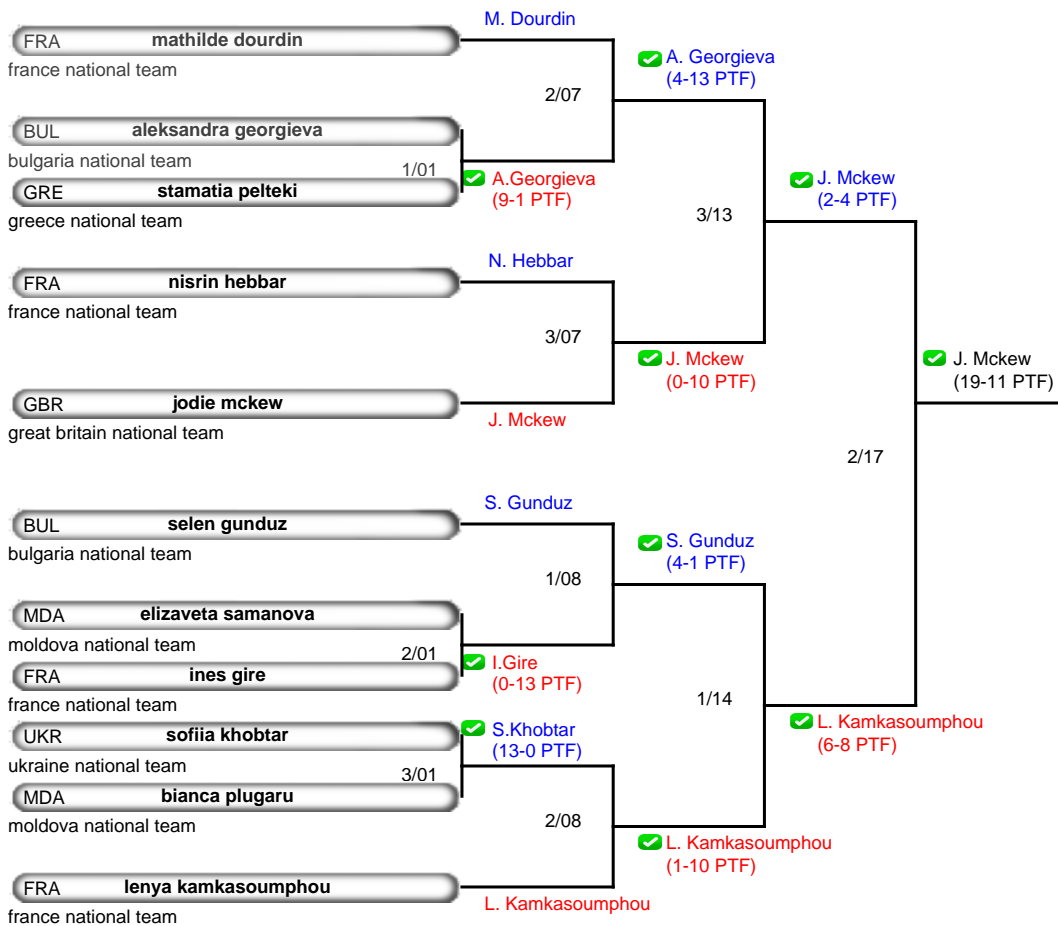 M. Dourdin
FRA mathilde dourdin
france national team
A. Georgieva
(4-13 PTF)
2/07
BUL aleksandra georgieva
bulgaria national team
1/01
A.Georgieva
(9-1 PTF)
GRE stamatia pelteki
greece national team
J. Mckew
(2-4 PTF)
3/13
N. Hebbar
FRA nisrin hebbar
france national team
3/07
J. Mckew
(0-10 PTF)
J. Mckew
(19-11 PTF)
GBR jodie mckew
great britain national team
J. Mckew
2/17
S. Gunduz
BUL selen gunduz
bulgaria national team
S. Gunduz
(4-1 PTF)
1/08
MDA elizaveta samanova
moldova national team
2/01
I.Gire
(0-13 PTF)
FRA ines gire
france national team
1/14
L. Kamkasoumphou
(6-8 PTF)
UKR sofiia khobtar
ukraine national team
S.Khobtar
(13-0 PTF)
3/01
MDA bianca plugaru
moldova national team
2/08
L. Kamkasoumphou
(1-10 PTF)
FRA lenya kamkasoumphou
france national team
L. Kamkasoumphou